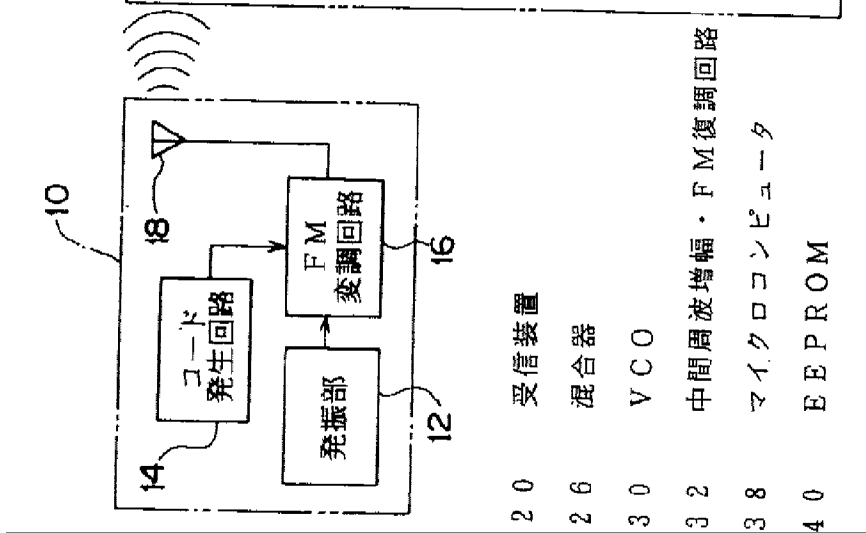 10
18
14
コード
発生回路
FM
変調回路
16
発振部
12
20 受信装置
26 混合器
30 VCO
32 中間周波増幅・FM復調回路
38 マイクロコンピュータ
40 EEPROM